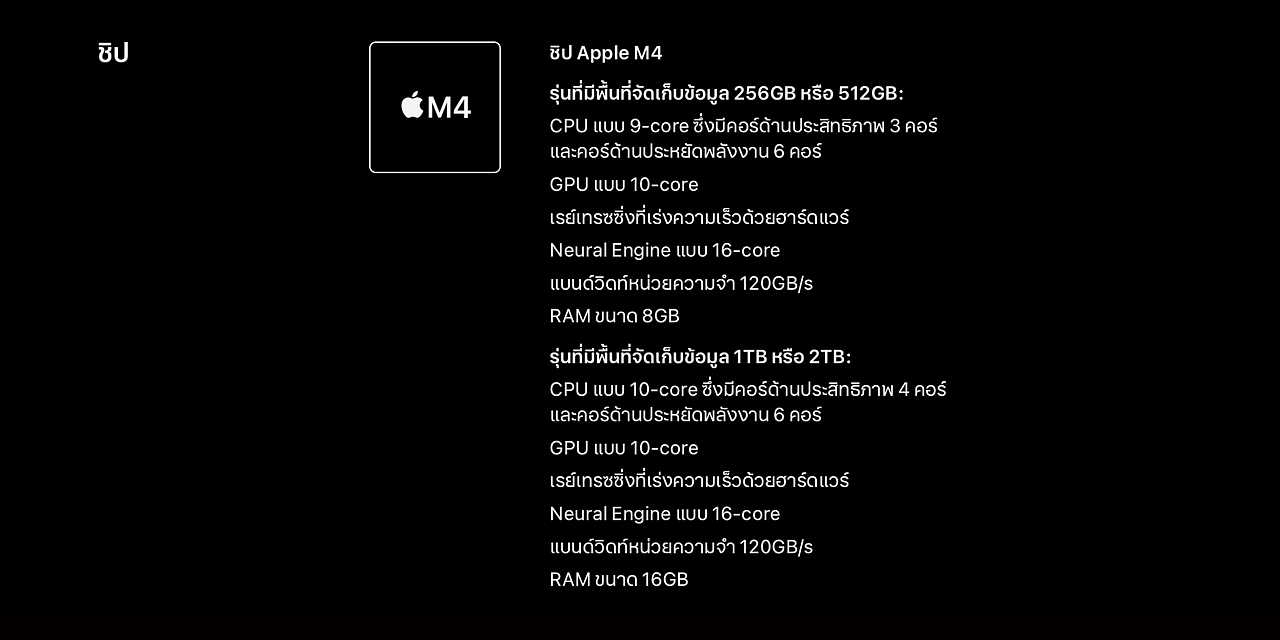 ชิป
M4
ชิป Apple M4
รุ่นที่มีพื้นที่จัดเก็บข้อมูล 256GB หรือ 512GB:
CPU แบบ 9-core ซึ่งมีคอร์ด้านประสิทธิภาพ 3 คอร์
และคอร์ด้านประหยัดพลังงาน 6 คอร์
GPU แบบ 10-core
เรย์เทรซซิ่งที่เร่งความเร็วด้วยฮาร์ดแวร์
Neural Engine แบบ 16-core
แบนด์วิดท์หน่วยความจำ 120GB/s
RAM ขนาด 8GB
รุ่นที่มีพื้นที่จัดเก็บข้อมูล 1TB หรือ 2TB:
CPU แบบ 10-core ซึ่งมีคอร์ด้านประสิทธิภาพ 4 คอร์
และคอร์ด้านประหยัดพลังงาน 6 คอร์
GPU แบบ 10-core
เรย์เทรซซิ่งที่เร่งความเร็วด้วยฮาร์ดแวร์
Neural Engine แบบ 16-core
แบนด์วิดท์หน่วยความจำ 120GB/s
RAM ขนาด 16GB